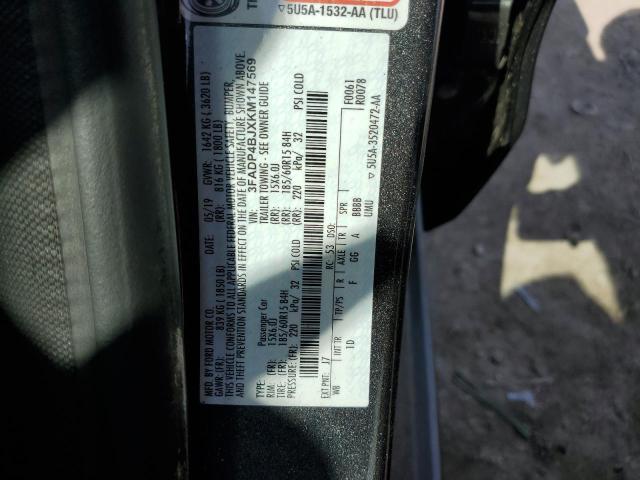 5U5A-1532-AA (TLU)
MFD. BY FORD MOTOR CO.
DATE: 05/19 GVWR: 1642 KG ( 3620 LB)
GAWR: (FR): 839 KG ( 1850 LB) (RR): 816 KG ( 1800 LB)
THIS VEHICLE CONFORMS TO ALL APPLICABLE FEDERAL MOTOR VEHICLE SAFETY, BUMPER,
AND THEFT PREVENTION STANDARDS IN EFFECT ON THE DATE OF MANUFACTURE SHOWN ABOVE.
VIN: 3FADP4BJXKM147569
TYPE: Passenger Car TRAILER TOWING - SEE OWNER GUIDE
RIM: (FR): 15X6.0J (RR): 15X6.0J
TIRE: (FR): 185/60R15 84H (RR): 185/60R15 84H
PRESSURE: (FR): 220 kPa/ 32 PSI COLD (RR): 220 kPa/ 32 PSI COLD
EXT PNT: 17 RC: 53 DSO: F0061
R0078
WB INT TR TP/PS R AXLE TR SPR
1D F GG A BBBB
UMU
5U5A-3520472-AA